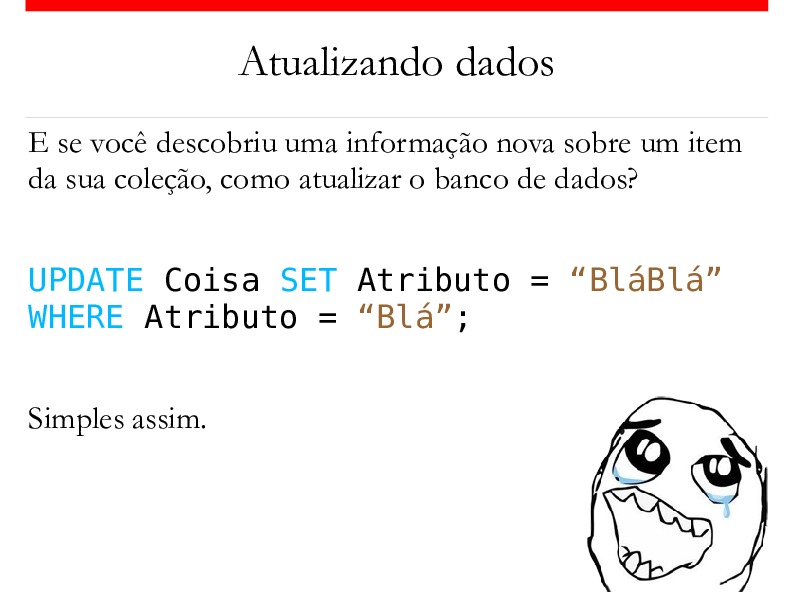 Atualizando dados
E se você descobriu uma informação nova sobre um item
da sua coleção, como atualizar o banco de dados?
UPDATE Coisa SET Atributo = “BláBlá”
WHERE Atributo = “Blá”;
Simples assim.